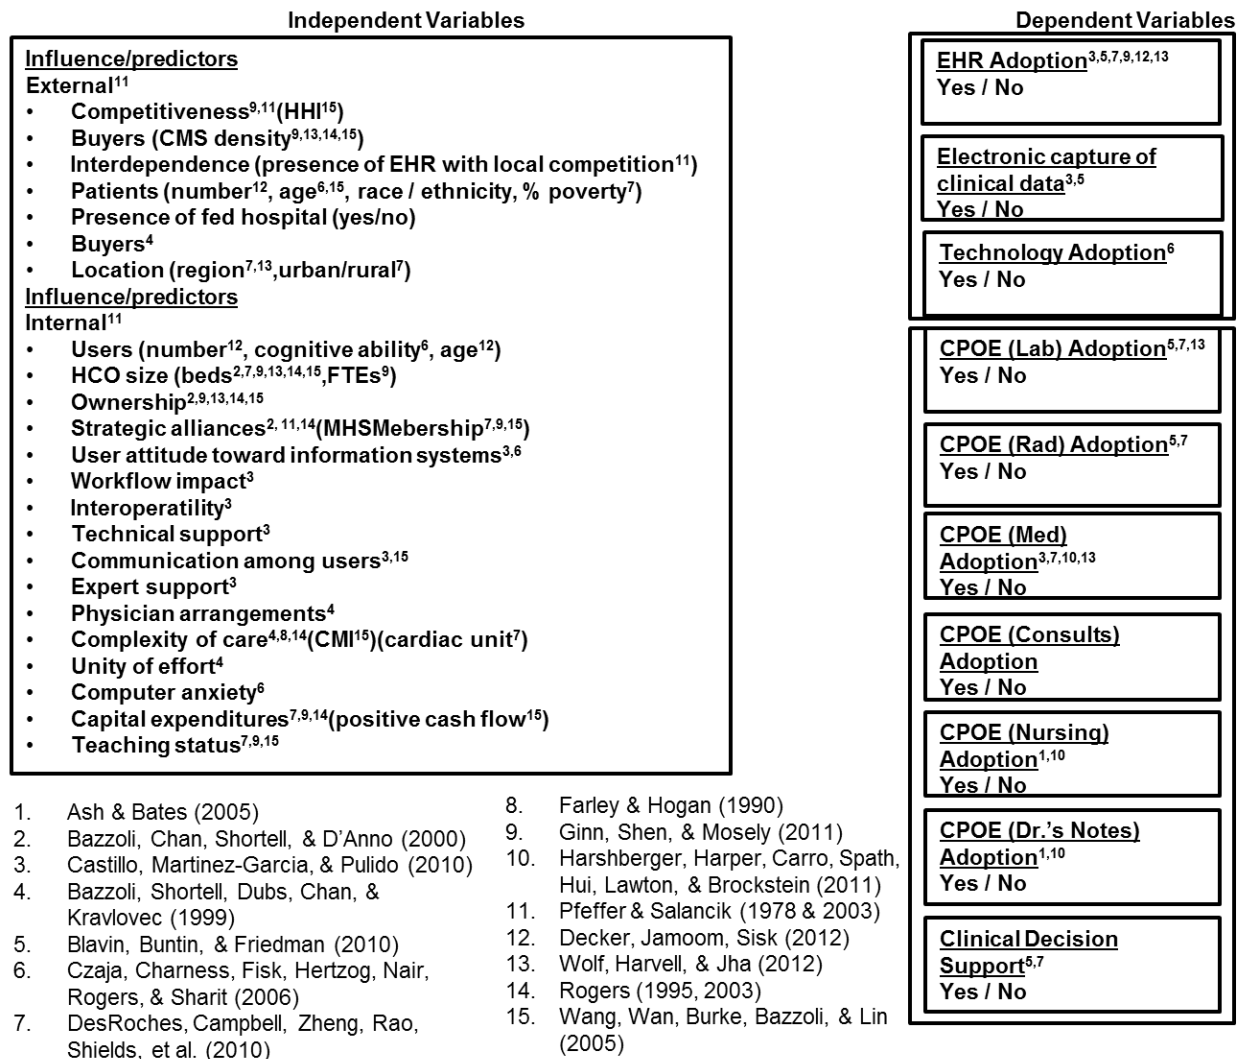 Independent Variables
Influence/predictors
External¹¹
• Competitiveness⁹,¹¹(HHI¹⁵)
• Buyers (CMS density⁹,¹³,¹⁴,¹⁵)
• Interdependence (presence of EHR with local competition¹¹)
• Patients (number¹², age⁶,¹⁵, race / ethnicity, % poverty⁷)
• Presence of fed hospital (yes/no)
• Buyers⁴
• Location (region⁷,¹³,urban/rural⁷)
Influence/predictors
Internal¹¹
• Users (number¹², cognitive ability⁶, age¹²)
• HCO size (beds²,⁷,⁹,¹³,¹⁴,¹⁵,FTEs⁹)
• Ownership²,⁹,¹³,¹⁴,¹⁵
• Strategic alliances², ¹¹,¹⁴(MHSMebership⁷,⁹,¹⁵)
• User attitude toward information systems³,⁶
• Workflow impact³
• Interoperatility³
• Technical support³
• Communication among users³,¹⁵
• Expert support³
• Physician arrangements⁴
• Complexity of care⁴,⁸,¹⁴(CMI¹⁵)(cardiac unit⁷)
• Unity of effort⁴
• Computer anxiety⁶
• Capital expenditures⁷,⁹,¹⁴(positive cash flow¹⁵)
• Teaching status⁷,⁹,¹⁵
Dependent Variables
EHR Adoption³,⁵,⁷,⁹,¹²,¹³
Yes / No
Electronic capture of
clinical data³,⁵
Yes / No
Technology Adoption⁶
Yes / No
CPOE (Lab) Adoption⁵,⁷,¹³
Yes / No
CPOE (Rad) Adoption⁵,⁷
Yes / No
CPOE (Med)
Adoption³,⁷,¹⁰,¹³
Yes / No
CPOE (Consults)
Adoption
Yes / No
CPOE (Nursing)
Adoption¹,¹⁰
Yes / No
CPOE (Dr.'s Notes)
Adoption¹,¹⁰
Yes / No
Clinical Decision
Support⁵,⁷
Yes / No
1. Ash & Bates (2005)
2. Bazzoli, Chan, Shortell, & D'Anno (2000)
3. Castillo, Martinez-Garcia, & Pulido (2010)
4. Bazzoli, Shortell, Dubs, Chan, &
Kravlovec (1999)
5. Blavin, Buntin, & Friedman (2010)
6. Czaja, Charness, Fisk, Hertzog, Nair,
Rogers, & Sharit (2006)
7. DesRoches, Campbell, Zheng, Rao,
Shields, et al. (2010)
8. Farley & Hogan (1990)
9. Ginn, Shen, & Mosely (2011)
10. Harshberger, Harper, Carro, Spath,
Hui, Lawton, & Brockstein (2011)
11. Pfeffer & Salancik (1978 & 2003)
12. Decker, Jamoom, Sisk (2012)
13. Wolf, Harvell, & Jha (2012)
14. Rogers (1995, 2003)
15. Wang, Wan, Burke, Bazzoli, & Lin
(2005)